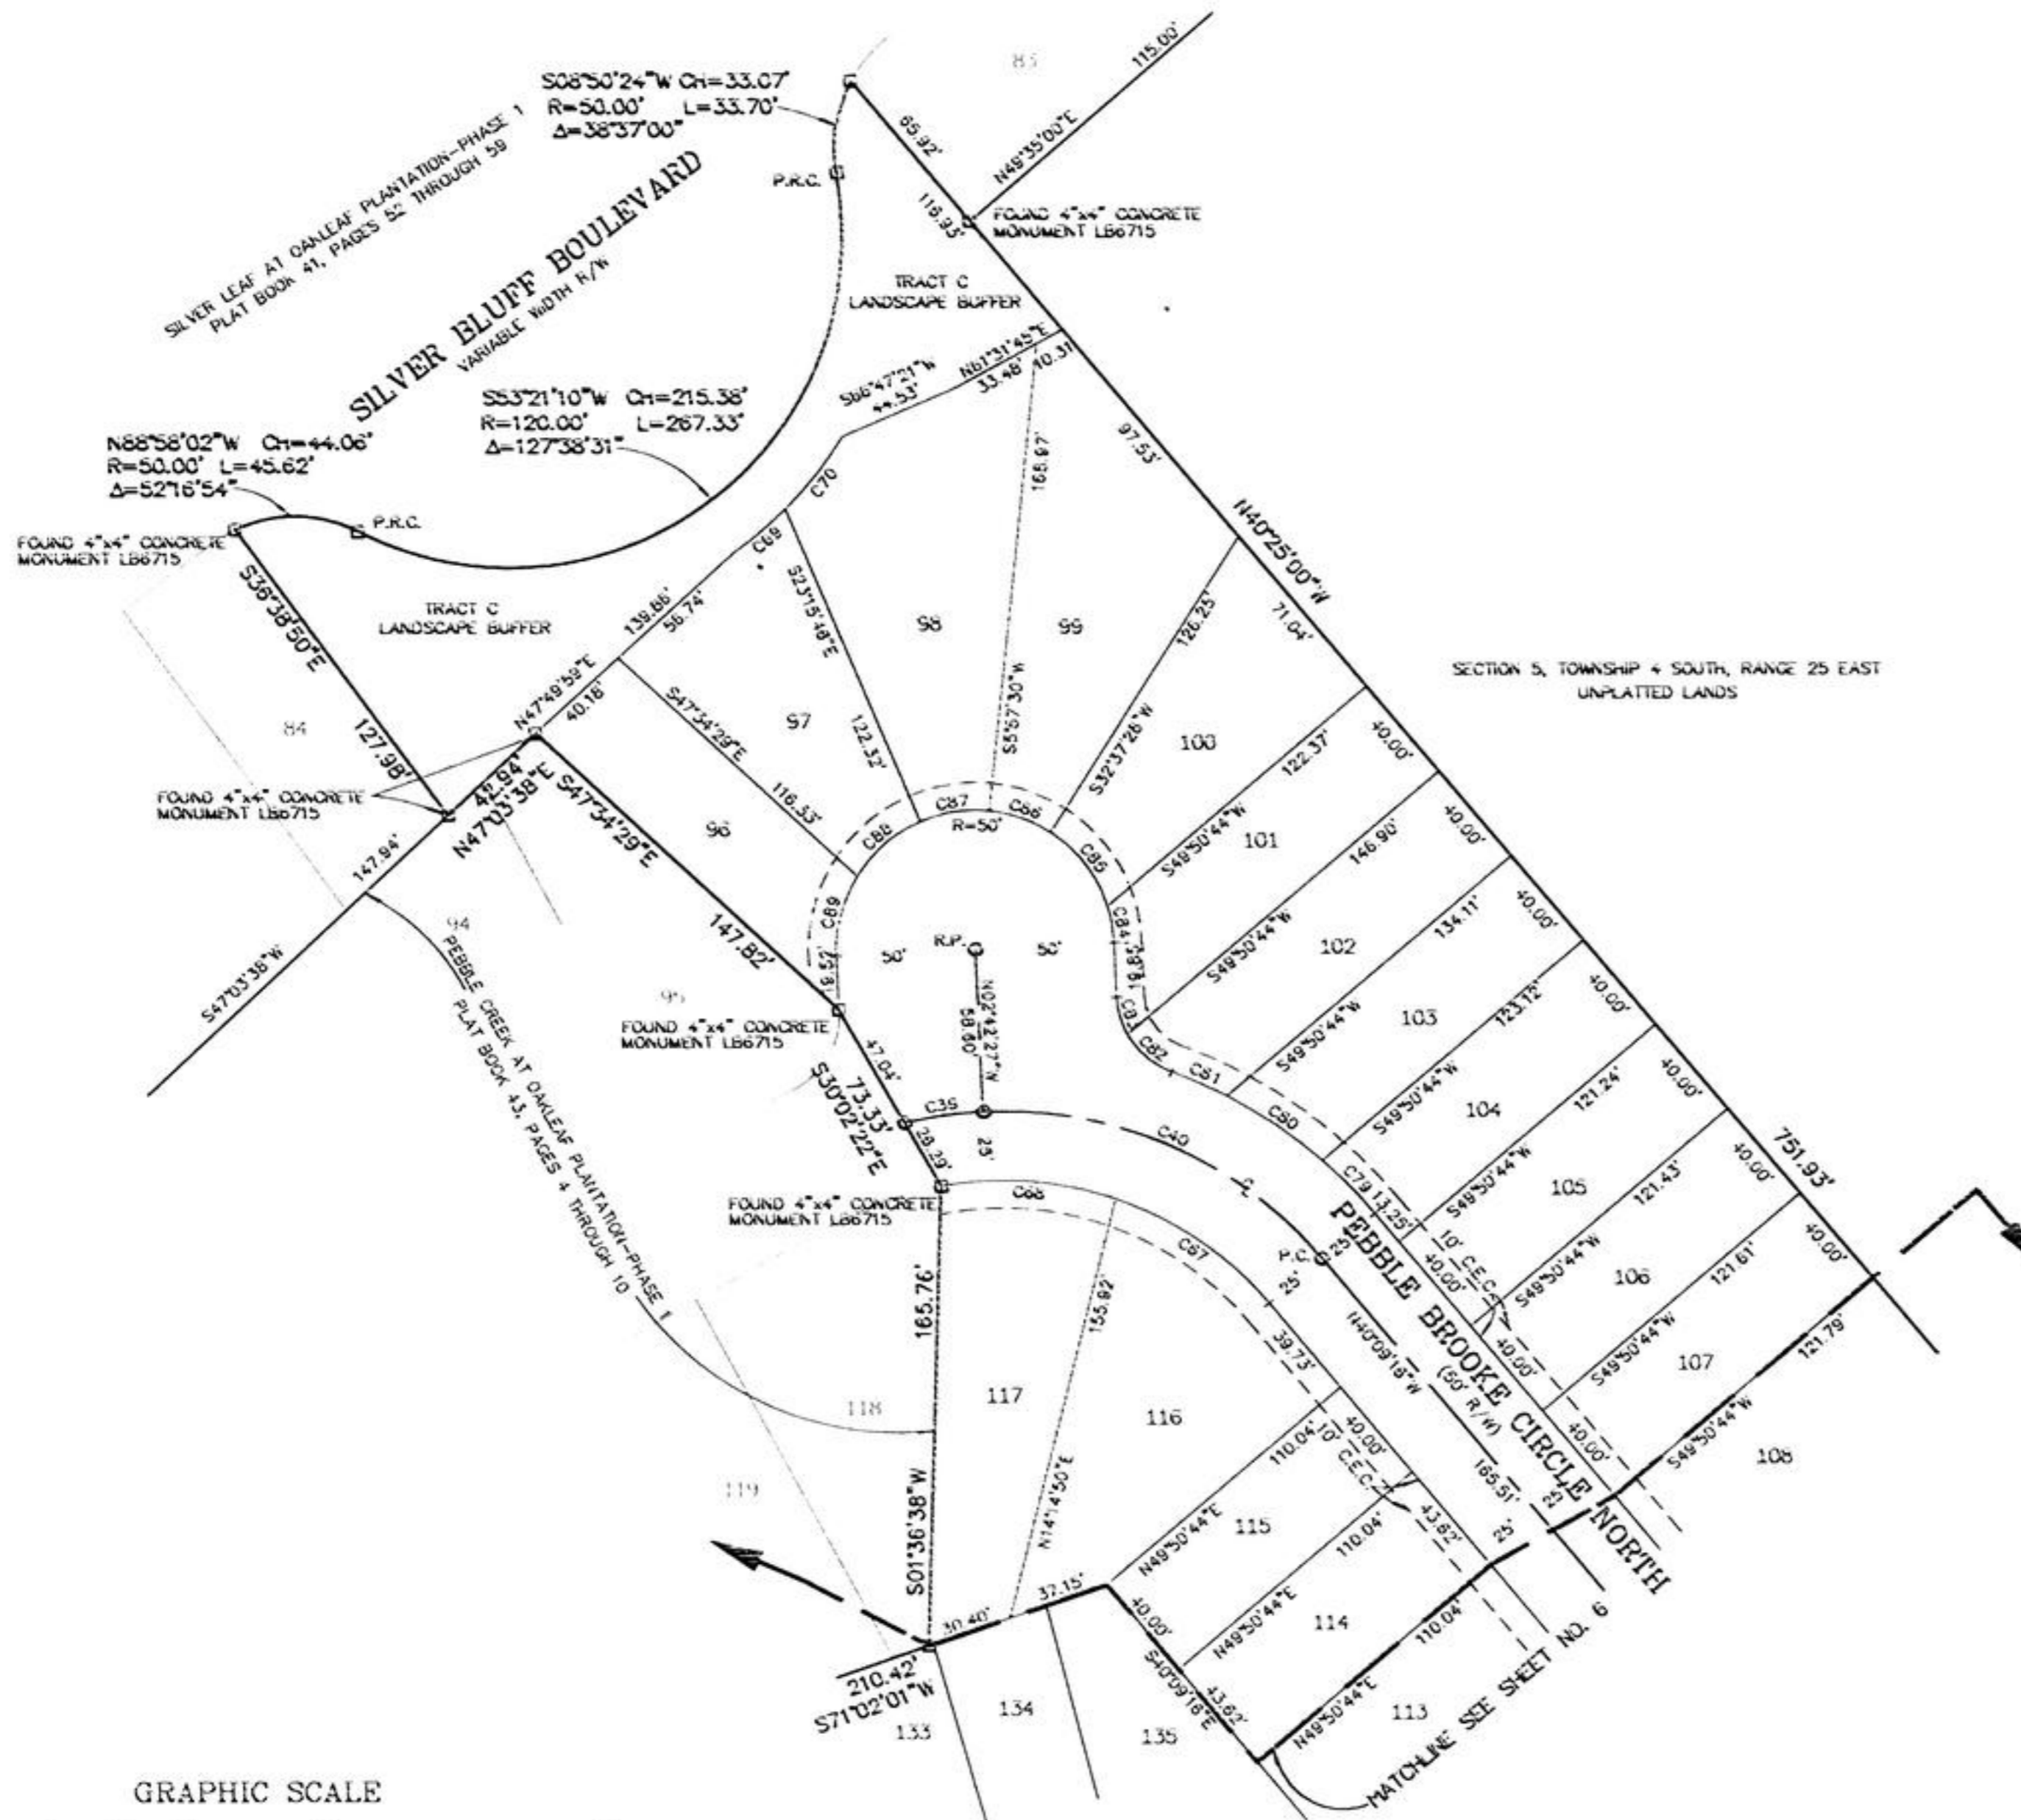 S08°50'24"W CH=33.07'
R=50.00' L=33.70'
Δ=38°37'00"
83
115.00'
N49°35'00"E
65.92'
116.93'
P.R.C.
FOUND 4"x4" CONCRETE
MONUMENT LB6715
SILVER LEAF AT OAKLEAF PLANTATION-PHASE 1
PLAT BOOK 41, PAGES 52 THROUGH 59
SILVER BLUFF BOULEVARD
VARIABLE WIDTH R/W
TRACT C
LANDSCAPE BUFFER
N61°31'45"E
33.48'
10.31
S66°47'21"W
44.53'
S53°21'10"W CH=215.38'
R=120.00' L=267.33'
Δ=127°38'31"
N88°58'02"W CH=44.06'
R=50.00' L=45.62'
Δ=52°16'54"
P.R.C.
FOUND 4"x4" CONCRETE
MONUMENT LB6715
C70
C69
97.53'
N40°25'00"W
71.04'
SECTION 5, TOWNSHIP 4 SOUTH, RANGE 25 EAST
UNPLATTED LANDS
S36°38'50"E
127.98'
TRACT C
LANDSCAPE BUFFER
139.86'
56.74'
N47°49'59"E
40.18'
84
S23°15'48"E
122.32'
98
99
S5°57'30"W
126.25'
S32°37'28"W
100
97
S47°34'29"E
116.33'
FOUND 4"x4" CONCRETE
MONUMENT LB6715
42.94'
N47°03'38"E
S47°34'29"E
147.82'
96
147.94'
S47°03'38"W
C87
C86
R=50'
C88
C85
C89
C84
R.P.
50'
50'
N02°42'27"W
58.60'
122.37'
S49°50'44"W
101
40.00'
146.90'
S49°50'44"W
102
40.00'
134.11'
S49°50'44"W
103
40.00'
123.12'
S49°50'44"W
104
40.00'
121.24'
S49°50'44"W
105
40.00'
121.43'
S49°50'44"W
106
40.00'
121.61'
S49°50'44"W
107
40.00'
121.79'
S49°50'44"W
108
751.93'
94
95
PEBBLE CREEK AT OAKLEAF PLANTATION-PHASE 1
PLAT BOOK 43, PAGES 4 THROUGH 10
FOUND 4"x4" CONCRETE
MONUMENT LB6715
47.04'
73.33'
S30°02'22"E
28.29'
25'
C40
C82
C81
C80
C79
13.25'
FOUND 4"x4" CONCRETE
MONUMENT LB6715
C68
C67
P.C.
25'
25'
10' C.E.C.
40.00'
40.00'
40.00'
PEBBLE BROOKE CIRCLE NORTH
(50' R/W)
N40°09'16"W
165.51'
25'
25'
165.76'
S01°36'38"W
155.92'
N14°14'50"E
117
116
118
119
39.73'
40.00'
10' C.E.C.
43.62'
110.04'
N49°50'44"E
115
110.04'
N49°50'44"E
114
110.04'
N49°50'44"E
113
30.40'
37.15'
40.00'
S40°09'16"E
43.62'
210.42'
S71°02'01"W
133
134
135
MATCHLINE SEE SHEET NO. 6
GRAPHIC SCALE